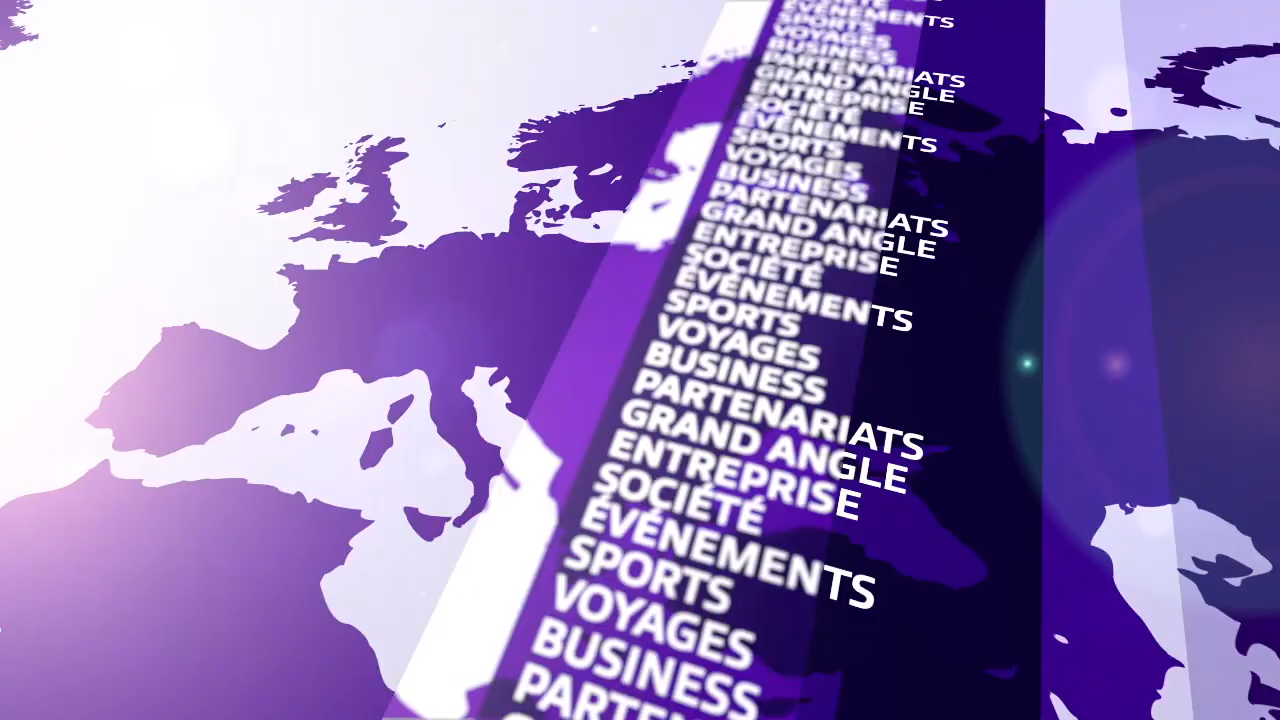 ÉVÉNEMENTS
SPORTS
VOYAGES
BUSINESS
PARTENARIATS
GRAND ANGLE
ENTREPRISE
SOCIÉTÉ
ÉVÉNEMENTS
SPORTS
VOYAGES
BUSINESS
PARTENARIATS
GRAND ANGLE
ENTREPRISE
SOCIÉTÉ
ÉVÉNEMENTS
SPORTS
VOYAGES
BUSINESS
PARTENARIATS
GRAND ANGLE
ENTREPRISE
SOCIÉTÉ
ÉVÉNEMENTS
SPORTS
VOYAGES
BUSINESS